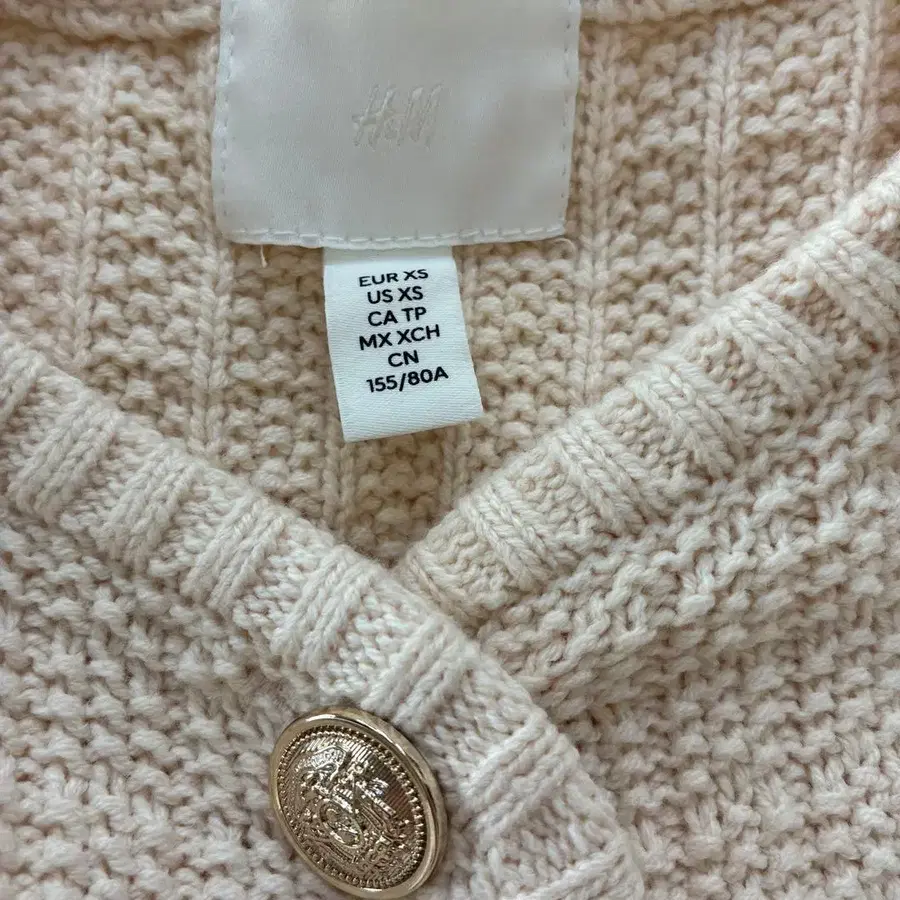 H&M
EUR XS
US XS
CA TP
MX XCH
CN
155/80A